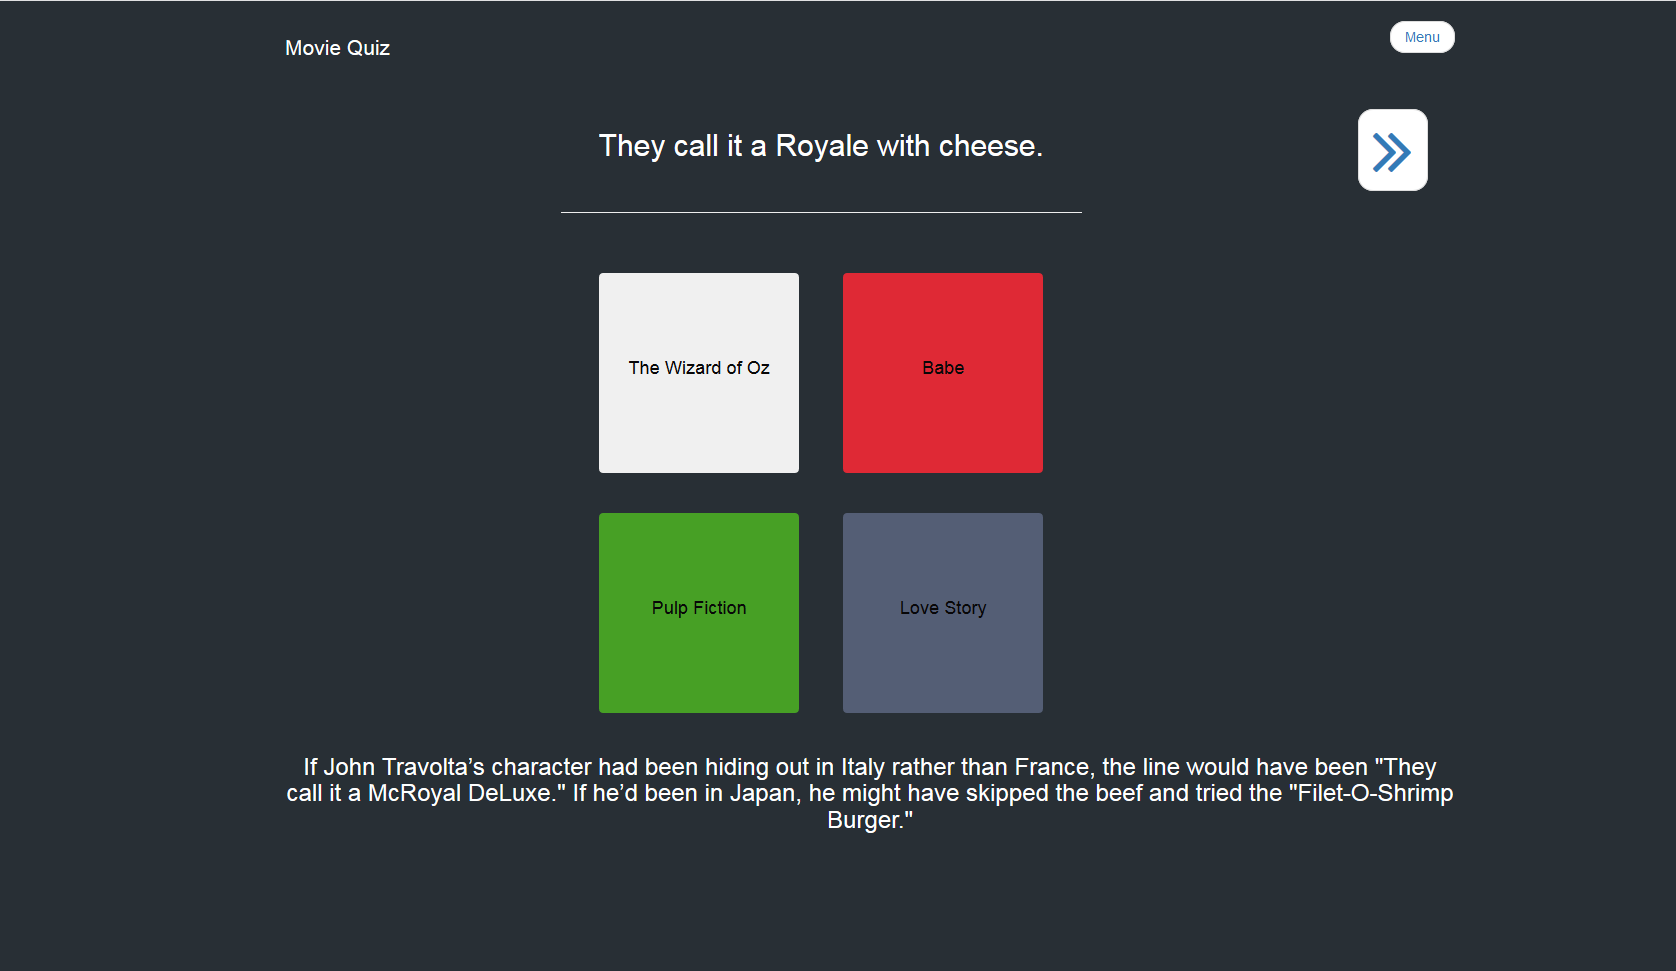 Movie Quiz
Menu
They call it a Royale with cheese.
The Wizard of Oz
Babe
Pulp Fiction
Love Story
If John Travolta’s character had been hiding out in Italy rather than France, the line would have been "They
call it a McRoyal DeLuxe." If he’d been in Japan, he might have skipped the beef and tried the "Filet-O-Shrimp
Burger."